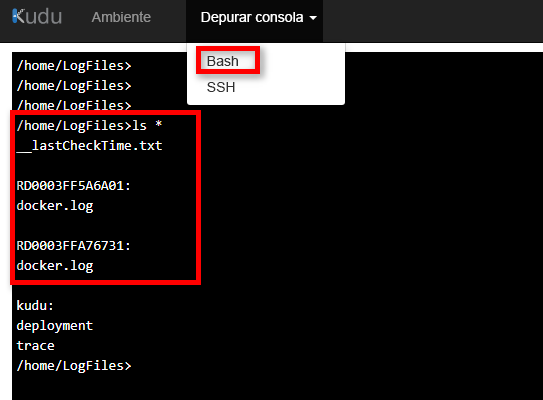 Kudu Ambiente Depurar consola
Bash
SSH
/home/LogFiles>
/home/LogFiles>
/home/LogFiles>
/home/LogFiles>ls *
__lastCheckTime.txt
RD0003FF5A6A01:
docker.log
RD0003FFA76731:
docker.log
kudu:
deployment
trace
/home/LogFiles>